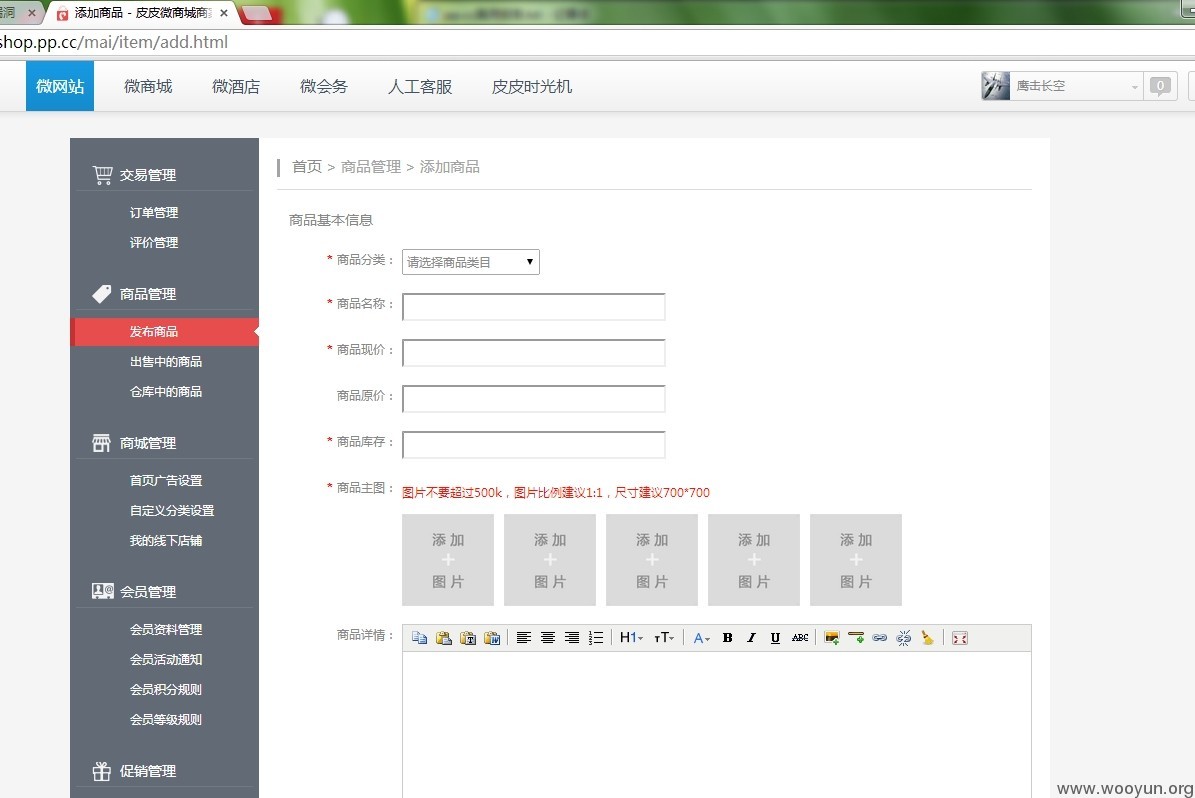 漏洞
添加商品 - 皮皮微商城商
shop.pp.cc/mai/item/add.html
微网站 微商城 微酒店 微会务 人工客服 皮皮时光机 鹰击长空 0
首页 > 商品管理 > 添加商品
交易管理
订单管理
评价管理
商品管理
发布商品
出售中的商品
仓库中的商品
商城管理
首页广告设置
自定义分类设置
我的线下店铺
会员管理
会员资料管理
会员活动通知
会员积分规则
会员等级规则
促销管理
商品基本信息
* 商品分类： 请选择商品类目
* 商品名称：
* 商品现价：
商品原价：
* 商品库存：
* 商品主图： 图片不要超过500k，图片比例建议1:1，尺寸建议700*700
添 加 添 加 添 加 添 加 添 加
+ + + + +
图 片 图 片 图 片 图 片 图 片
商品详情：
H1 тT A B I U ABC
www.wooyun.org